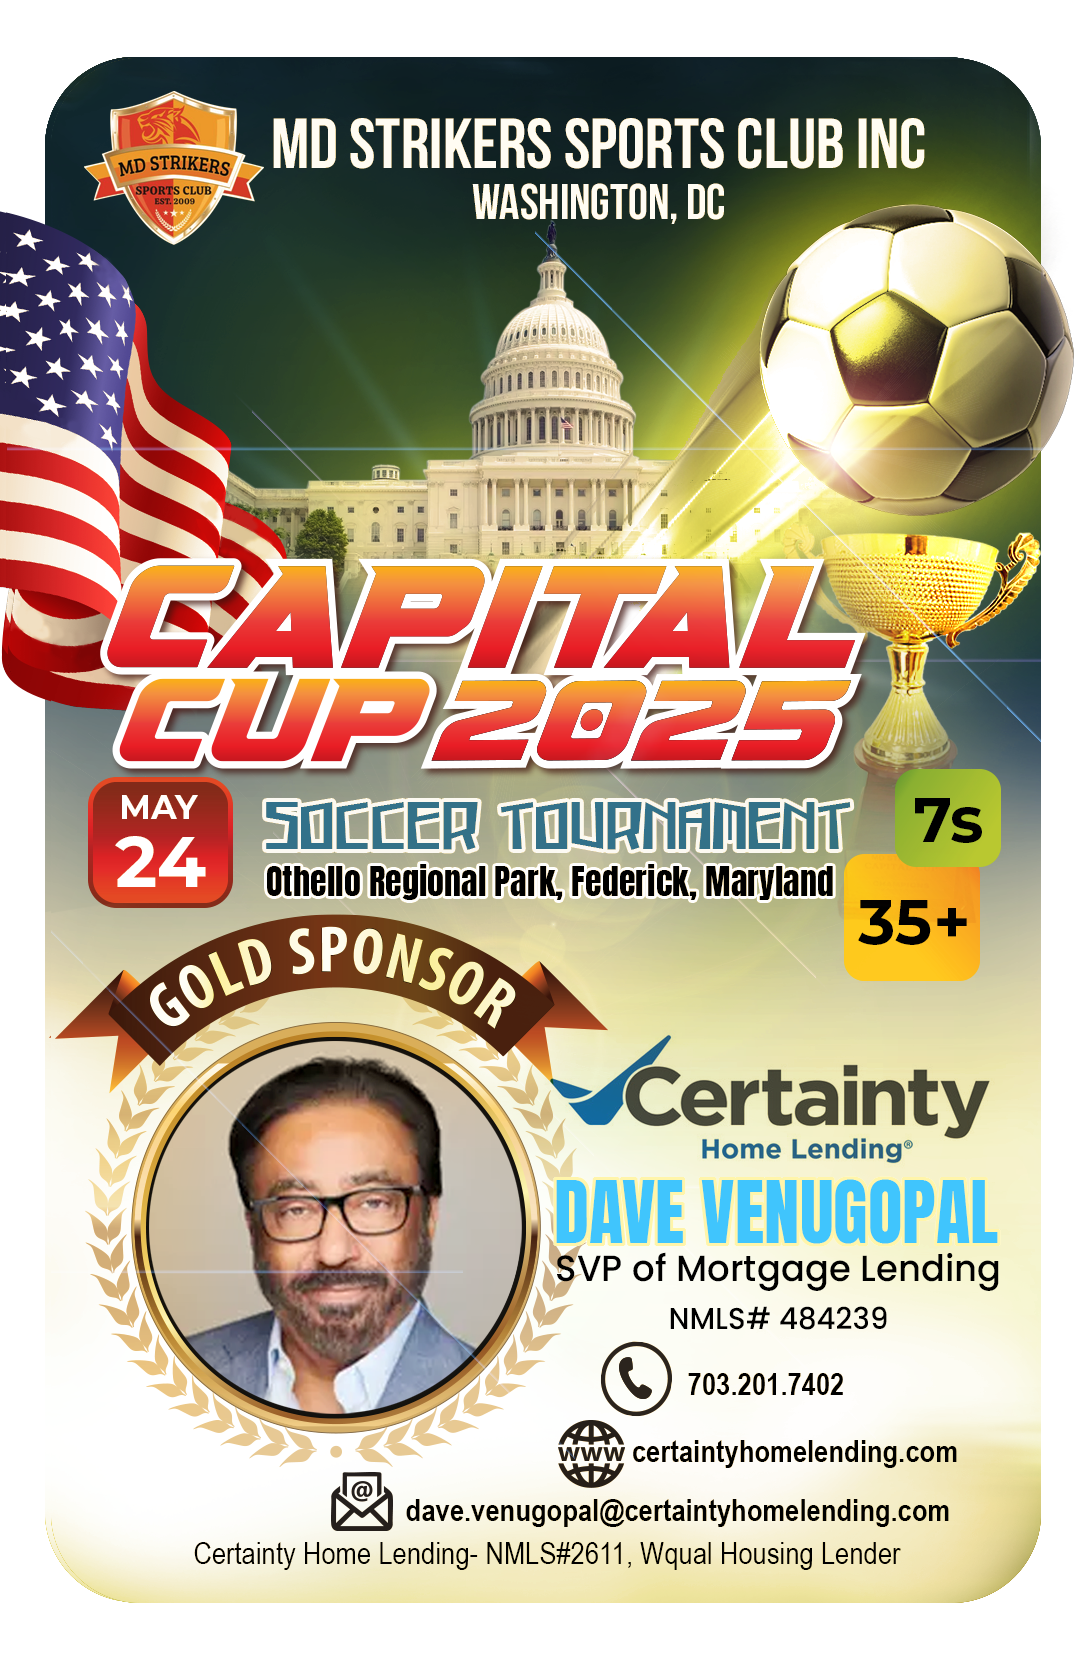 MD STRIKERS
SPORTS CLUB
EST. 2009
MD STRIKERS SPORTS CLUB INC
WASHINGTON, DC
CAPITAL
CUP 2025
MAY
24
SOCCER TOURNAMENT
Othello Regional Park, Federick, Maryland
7s
35+
GOLD SPONSOR
Certainty
Home Lending®
DAVE VENUGOPAL
SVP of Mortgage Lending
NMLS# 484239
703.201.7402
www certaintyhomelending.com
@ dave.venugopal@certaintyhomelending.com
Certainty Home Lending- NMLS#2611, Wqual Housing Lender